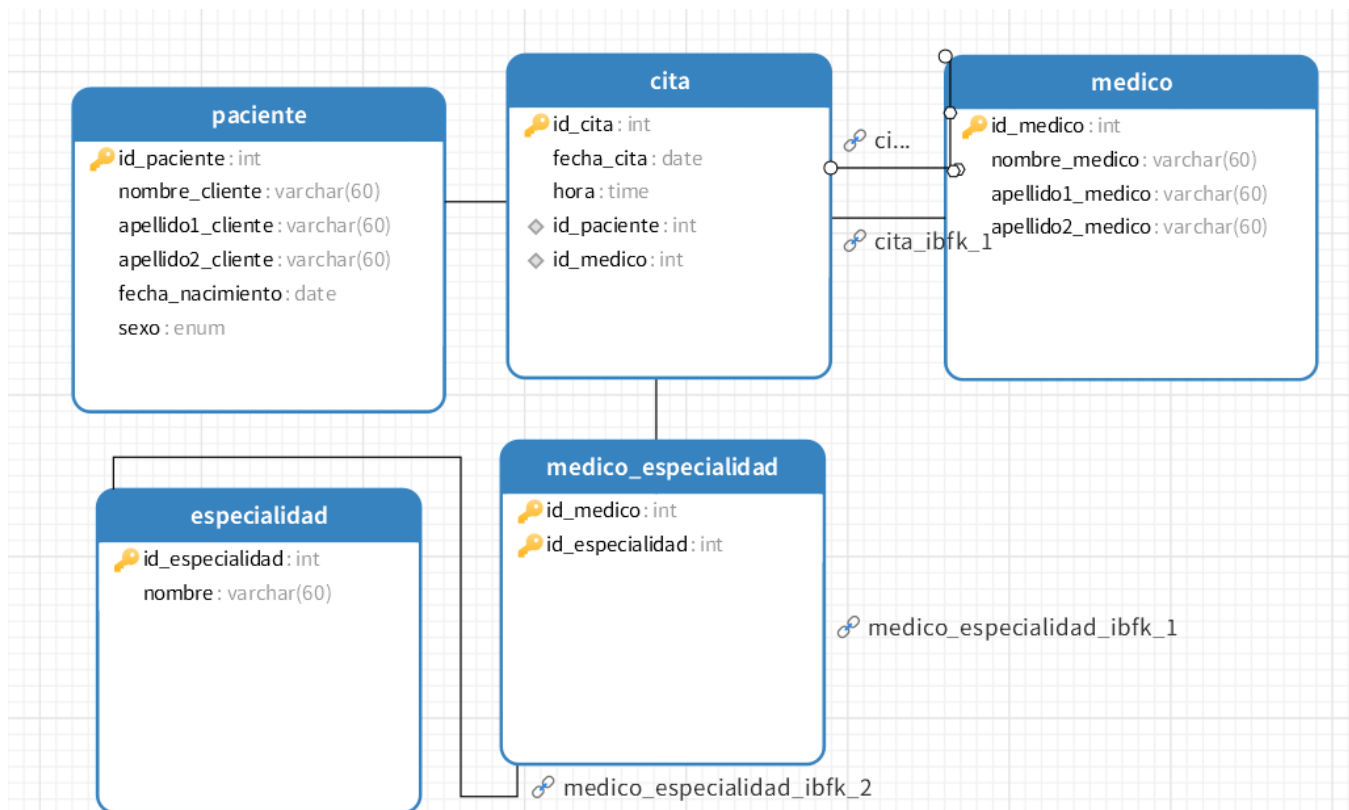 paciente
id_paciente : int
nombre_cliente : varchar(60)
apellido1_cliente : varchar(60)
apellido2_cliente : varchar(60)
fecha_nacimiento : date
sexo : enum
cita
id_cita : int
fecha_cita : date
hora : time
id_paciente : int
id_medico : int
ci...
cita_ibfk_1
medico
id_medico : int
nombre_medico : varchar(60)
apellido1_medico : varchar(60)
apellido2_medico : varchar(60)
especialidad
id_especialidad : int
nombre : varchar(60)
medico_especialidad
id_medico : int
id_especialidad : int
medico_especialidad_ibfk_1
medico_especialidad_ibfk_2